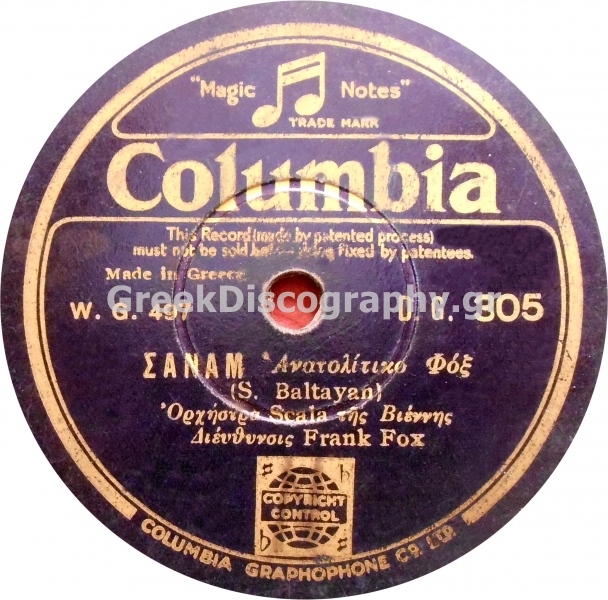 "Magic Notes"
TRADE MARK
Columbia
This Record (made by patented process)
must not be sold below price fixed by patentees.
Made in Greece
GreekDiscography.gr
W. G. 497 D G. 305
ΣΑΝΑΜ Ἀνατολίτικο Φόξ
(S. Baltayan)
Ὀρχήστρα Scala τῆς Βιέννης
Διέυθυνσις Frank Fox
COPYRIGHT
CONTROL
COLUMBIA GRAPHOPHONE CO. LTD.